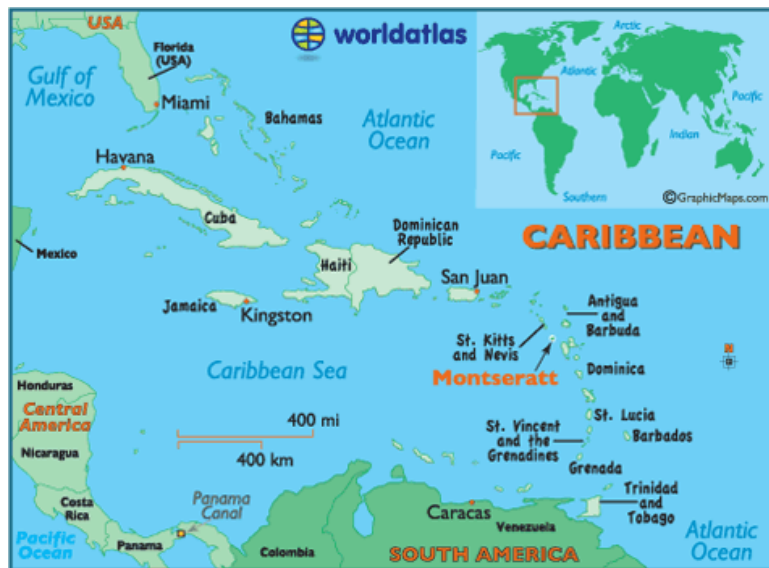 USA
worldatlas
Arctic
Florida
(USA)
Atlantic
Gulf of
Mexico
Pacific
Miami
Bahamas
Atlantic
Ocean
Indian
Pacific
Havana
Southern
©GraphicMaps.com
Cuba
Dominican
Republic
CARIBBEAN
Mexico
Haiti
San Juan
Jamaica
Kingston
Antigua
and
Barbuda
St. Kitts
and Nevis
Caribbean Sea
Montseratt
Dominica
Honduras
Central
America
400 mi
St. Lucia
St. Vincent
and the
Grenadines
Barbados
Nicaragua
400 km
Grenada
Panama
Canal
Costa
Rica
Trinidad
and
Tobago
Caracas
Venezuela
Pacific
Ocean
Panama
Colombia
SOUTH AMERICA
Atlantic
Ocean